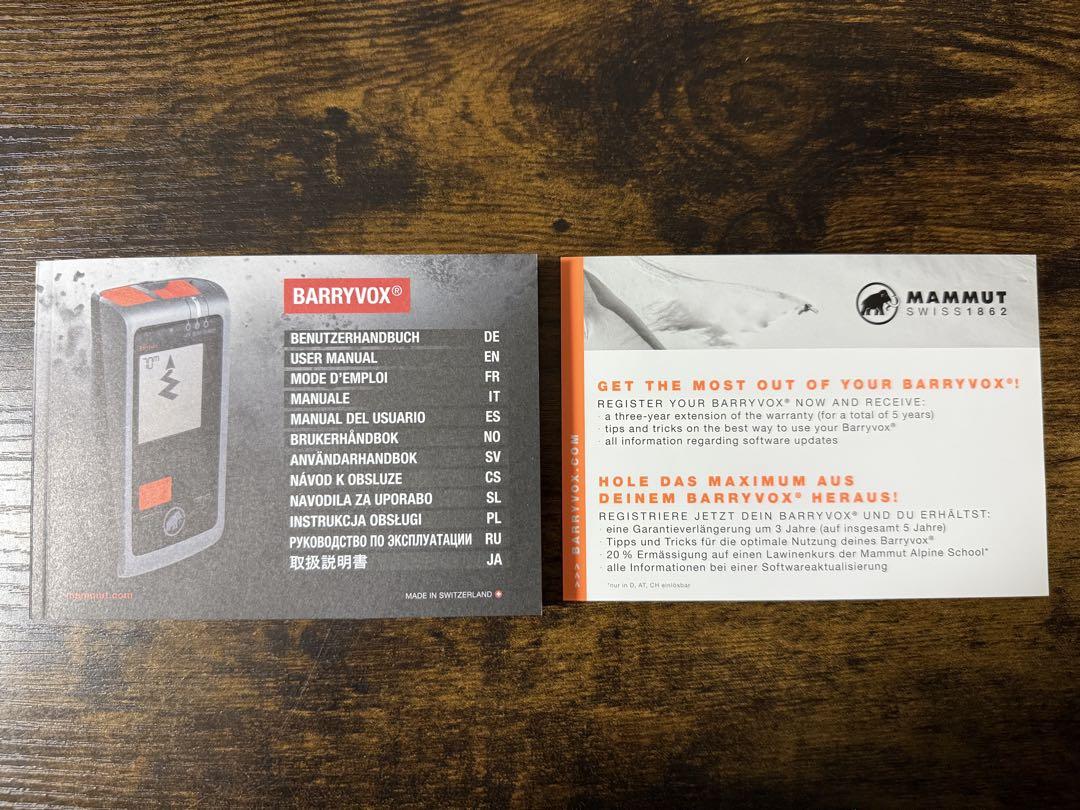 BARRYVOX®
BENUTZERHANDBUCH DE
USER MANUAL EN
MODE D'EMPLOI FR
MANUALE IT
MANUAL DEL USUARIO ES
BRUKERHÅNDBOK NO
ANVÄNDARHANDBOK SV
NÁVOD K OBSLUZE CS
NAVODILA ZA UPORABO SL
INSTRUKCJA OBSŁUGI PL
РУКОВОДСТВО ПО ЭКСПЛУАТАЦИИ RU
取扱説明書 JA
mammut.com
MADE IN SWITZERLAND
>>> BARRYVOX.COM
MAMMUT
SWISS 1862
GET THE MOST OUT OF YOUR BARRYVOX®!
REGISTER YOUR BARRYVOX® NOW AND RECEIVE:
· a three-year extension of the warranty (for a total of 5 years)
· tips and tricks on the best way to use your Barryvox®
· all information regarding software updates
HOLE DAS MAXIMUM AUS
DEINEM BARRYVOX® HERAUS!
REGISTRIERE JETZT DEIN BARRYVOX® UND DU ERHÄLTST:
· eine Garantieverlängerung um 3 Jahre (auf insgesamt 5 Jahre)
· Tipps und Tricks für die optimale Nutzung deines Barryvox®
· 20 % Ermässigung auf einen Lawinenkurs der Mammut Alpine School*
· alle Informationen bei einer Softwareaktualisierung
*nur in D, AT, CH einlösbar